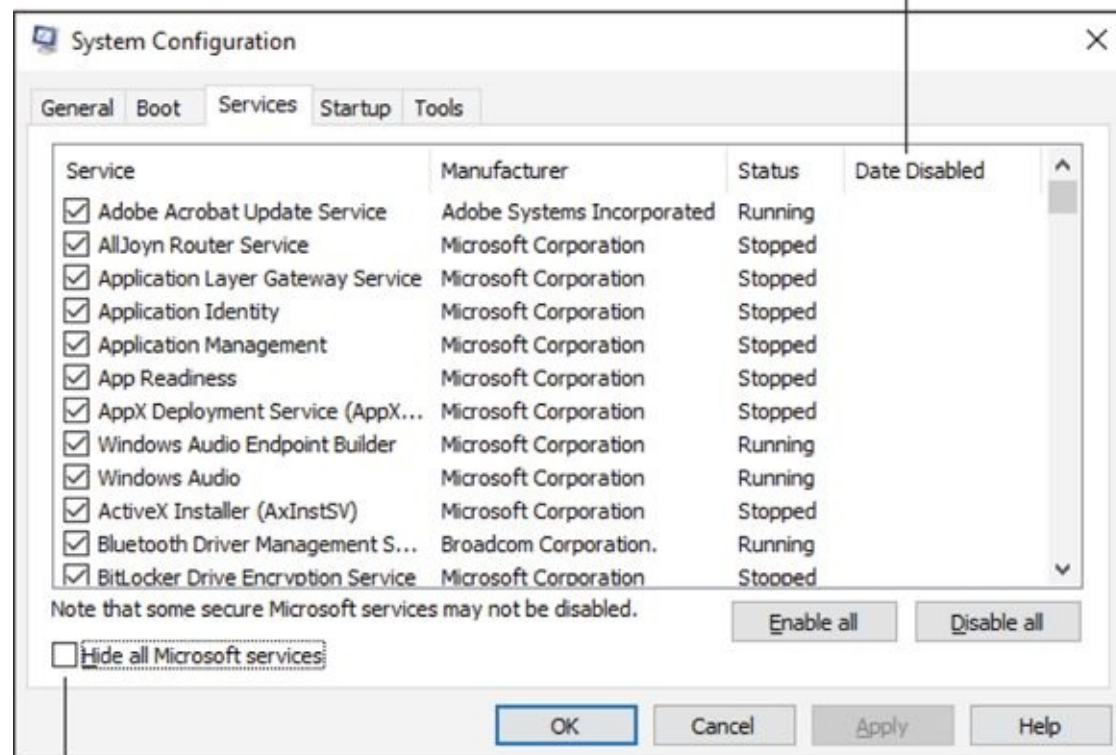 System Configuration
General Boot Services Startup Tools
Service Manufacturer Status Date Disabled
Adobe Acrobat Update Service Adobe Systems Incorporated Running
AllJoyn Router Service Microsoft Corporation Stopped
Application Layer Gateway Service Microsoft Corporation Stopped
Application Identity Microsoft Corporation Stopped
Application Management Microsoft Corporation Stopped
App Readiness Microsoft Corporation Stopped
AppX Deployment Service (AppX... Microsoft Corporation Stopped
Windows Audio Endpoint Builder Microsoft Corporation Running
Windows Audio Microsoft Corporation Running
ActiveX Installer (AxInstSV) Microsoft Corporation Stopped
Bluetooth Driver Management S... Broadcom Corporation. Running
BitLocker Drive Encryption Service Microsoft Corporation Stopped
Note that some secure Microsoft services may not be disabled.
Enable all Disable all
Hide all Microsoft services
OK Cancel Apply Help